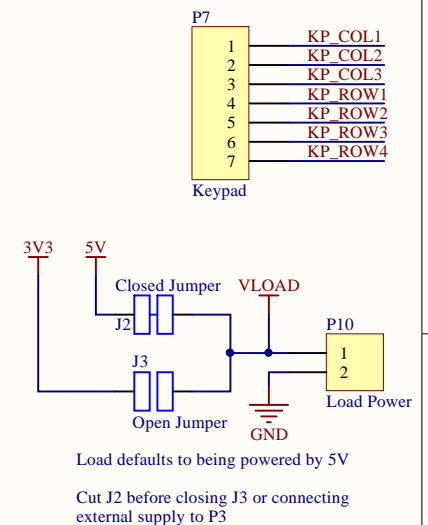 P7
1 KP_COL1
2 KP_COL2
3 KP_COL3
4 KP_ROW1
5 KP_ROW2
6 KP_ROW3
7 KP_ROW4
Keypad
3V3 5V
Closed Jumper VLOAD
J2
P10
1
2
J3
Load Power
Open Jumper
GND
Load defaults to being powered by 5V
Cut J2 before closing J3 or connecting
external supply to P3